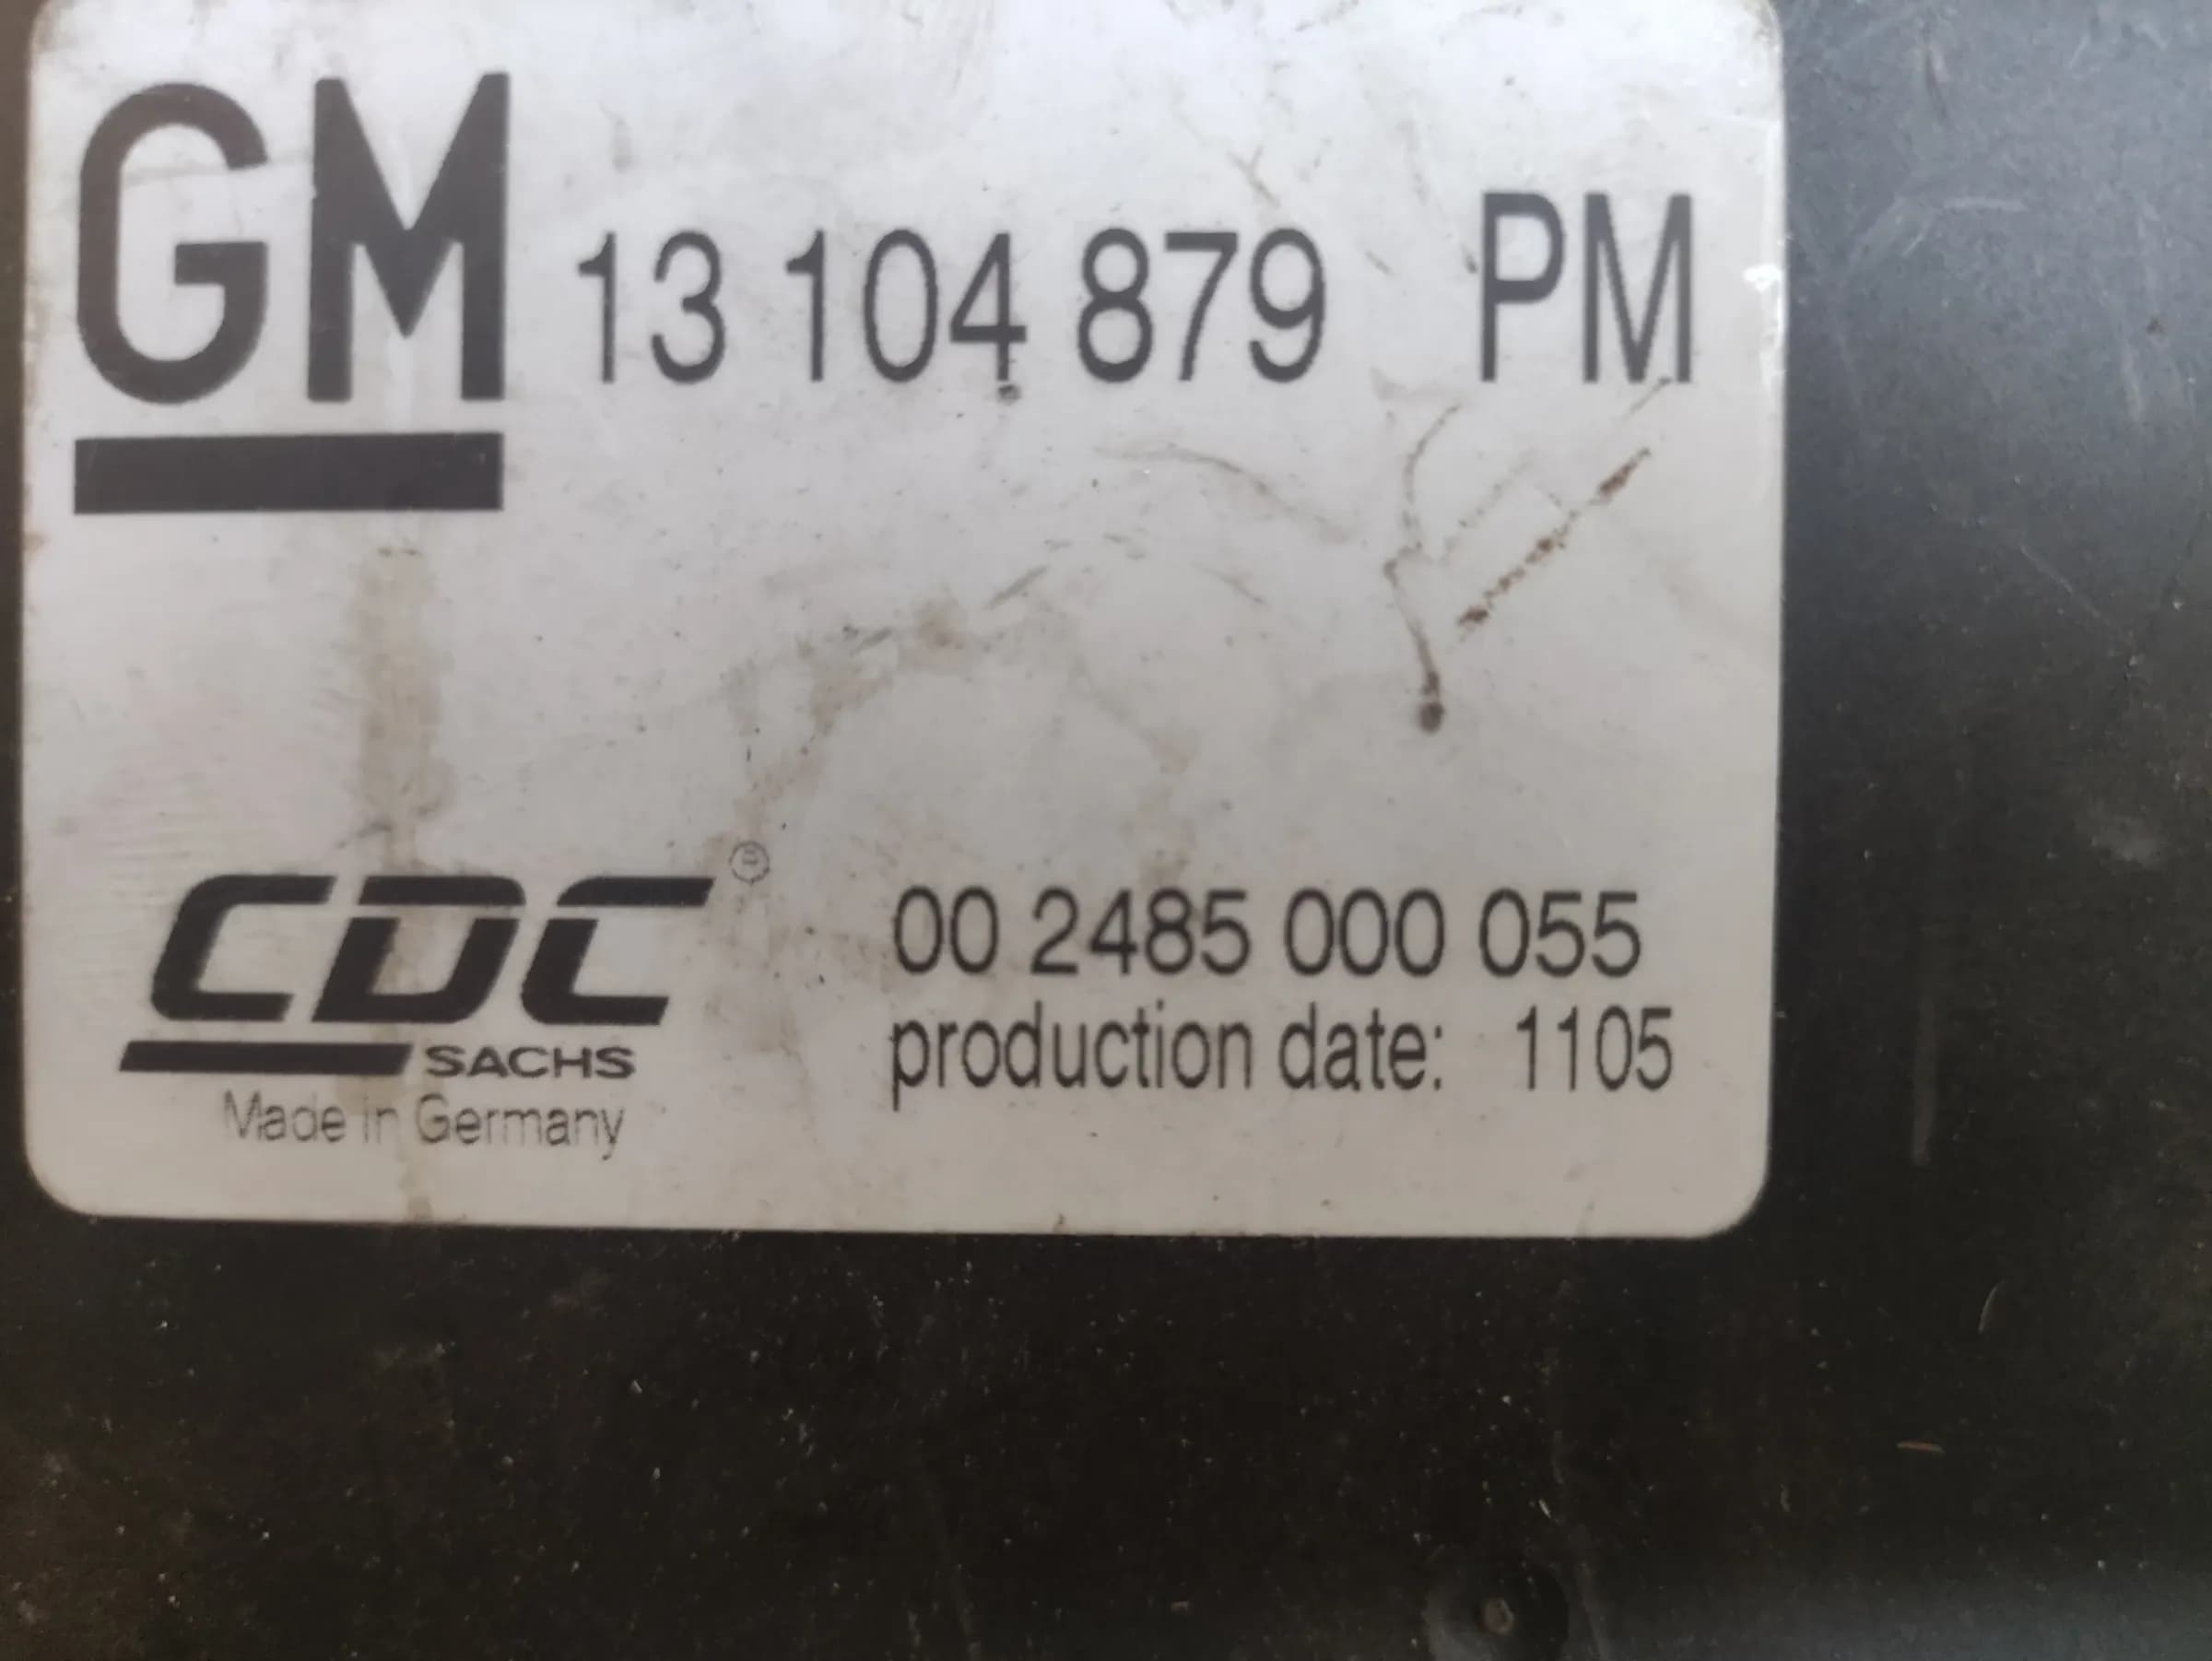 GM 13 104 879 PM
CDC® 00 2485 000 055
SACHS production date: 1105
Made in Germany